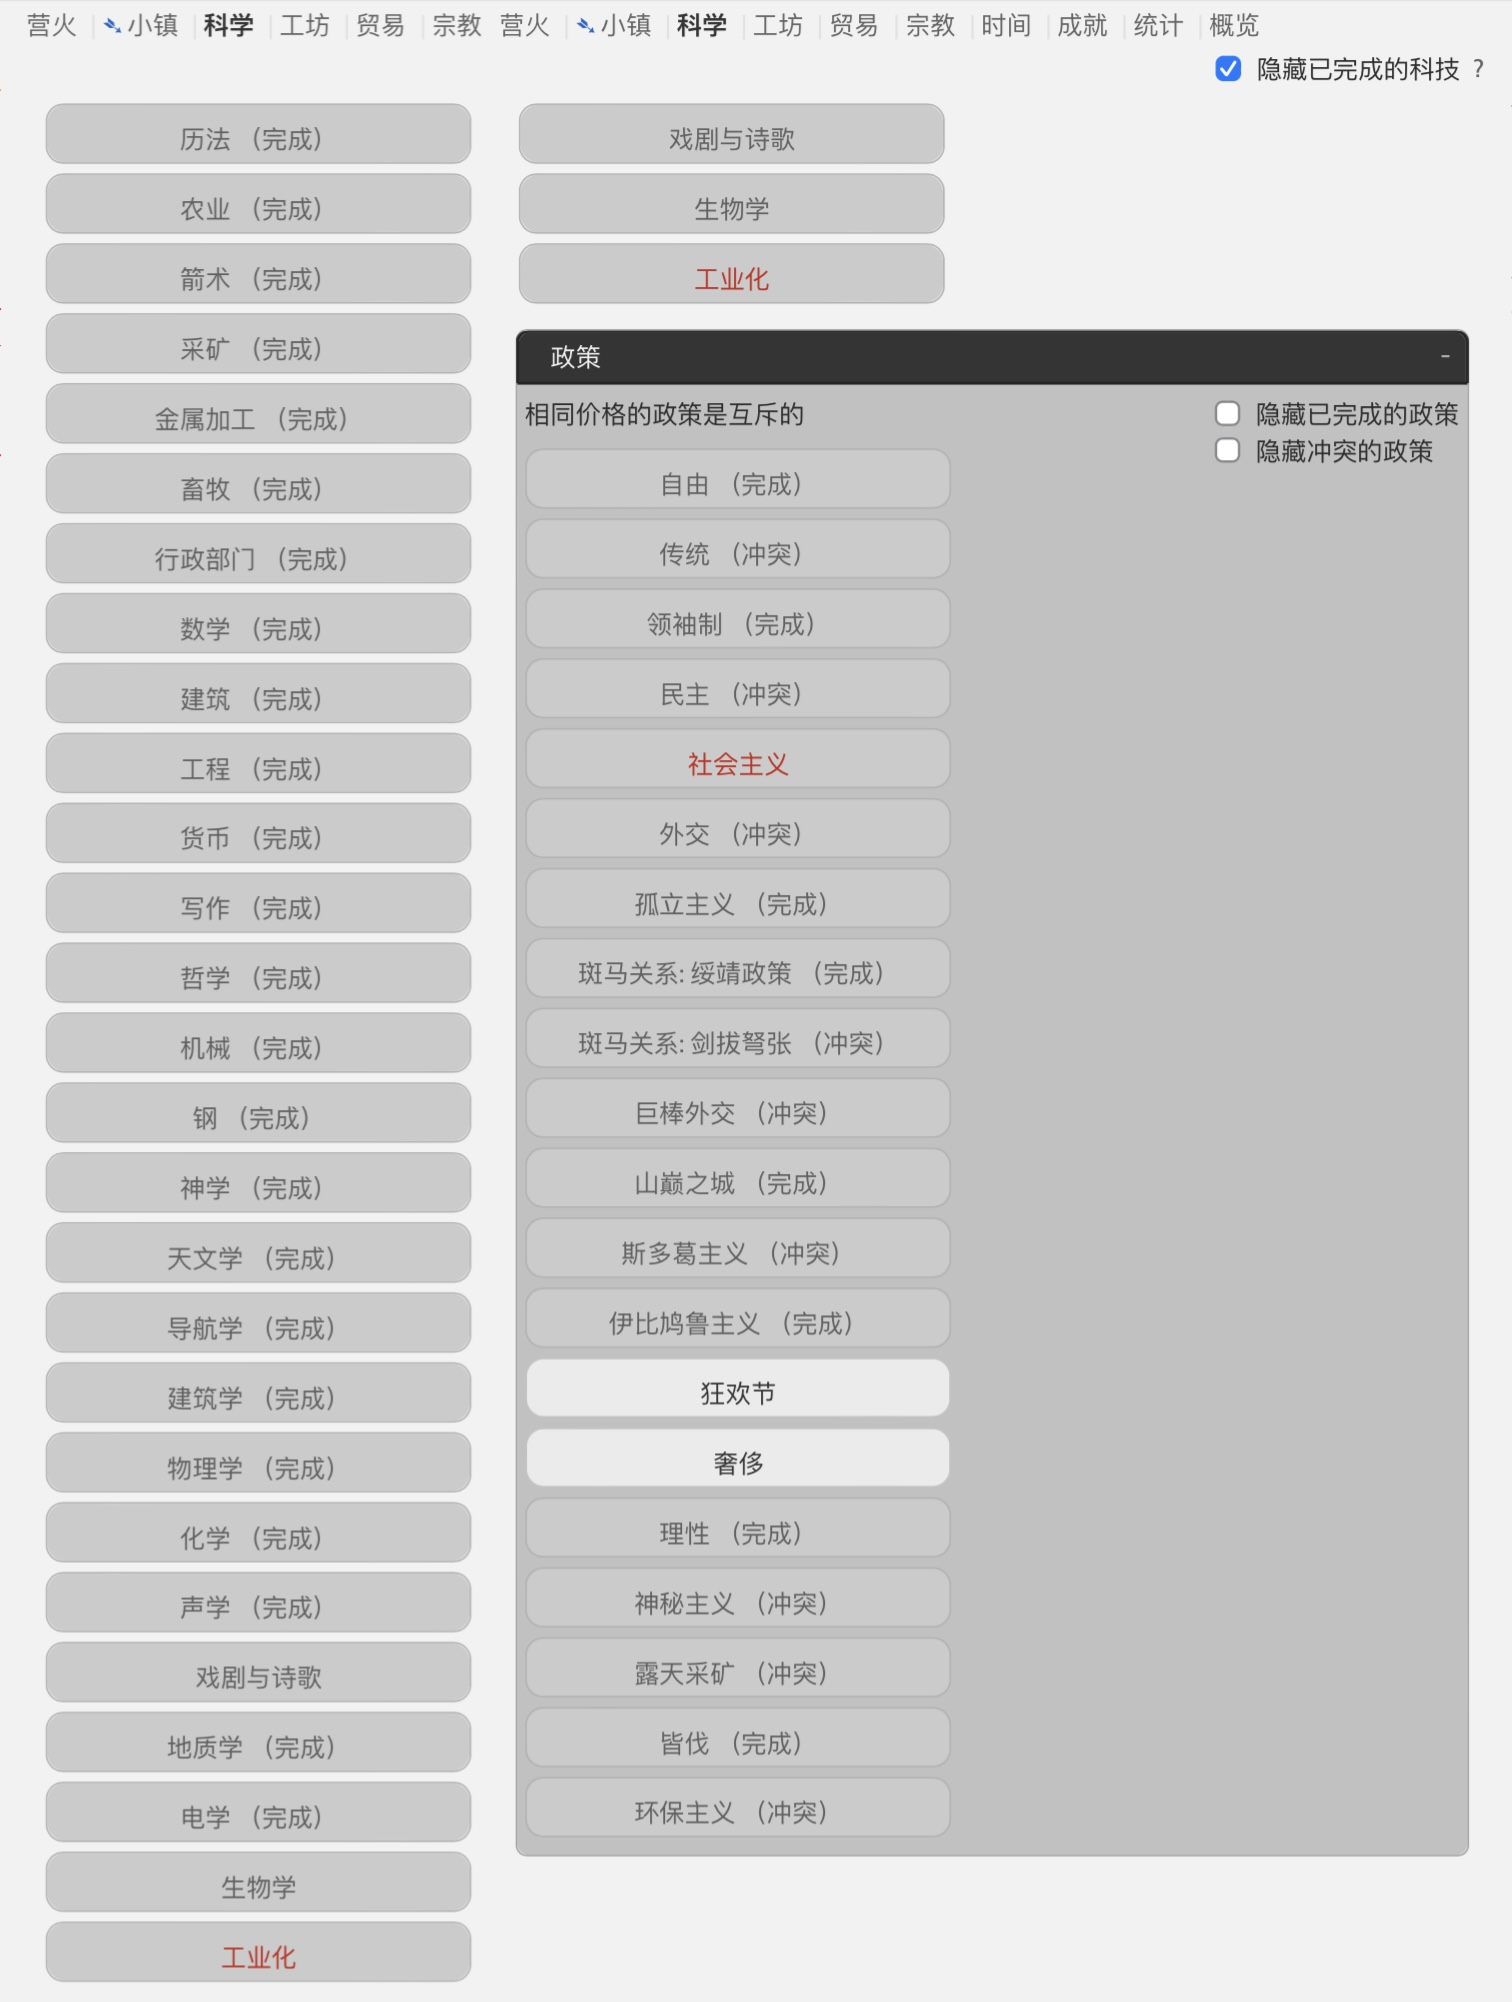 营火 小镇 科学 工坊 贸易 宗教
历法 （完成）
农业 （完成）
箭术 （完成）
采矿 （完成）
金属加工 （完成）
畜牧 （完成）
行政部门 （完成）
数学 （完成）
建筑 （完成）
工程 （完成）
货币 （完成）
写作 （完成）
哲学 （完成）
机械 （完成）
钢 （完成）
神学 （完成）
天文学 （完成）
导航学 （完成）
建筑学 （完成）
物理学 （完成）
化学 （完成）
声学 （完成）
戏剧与诗歌
地质学 （完成）
电学 （完成）
生物学
工业化
营火 小镇 科学 工坊 贸易 宗教 时间 成就 统计 概览
隐藏已完成的科技 ?
戏剧与诗歌
生物学
工业化
政策 -
相同价格的政策是互斥的
隐藏已完成的政策
隐藏冲突的政策
自由 （完成）
传统 （冲突）
领袖制 （完成）
民主 （冲突）
社会主义
外交 （冲突）
孤立主义 （完成）
斑马关系: 绥靖政策 （完成）
斑马关系: 剑拔弩张 （冲突）
巨棒外交 （冲突）
山巅之城 （完成）
斯多葛主义 （冲突）
伊比鸠鲁主义 （完成）
狂欢节
奢侈
理性 （完成）
神秘主义 （冲突）
露天采矿 （冲突）
皆伐 （完成）
环保主义 （冲突）